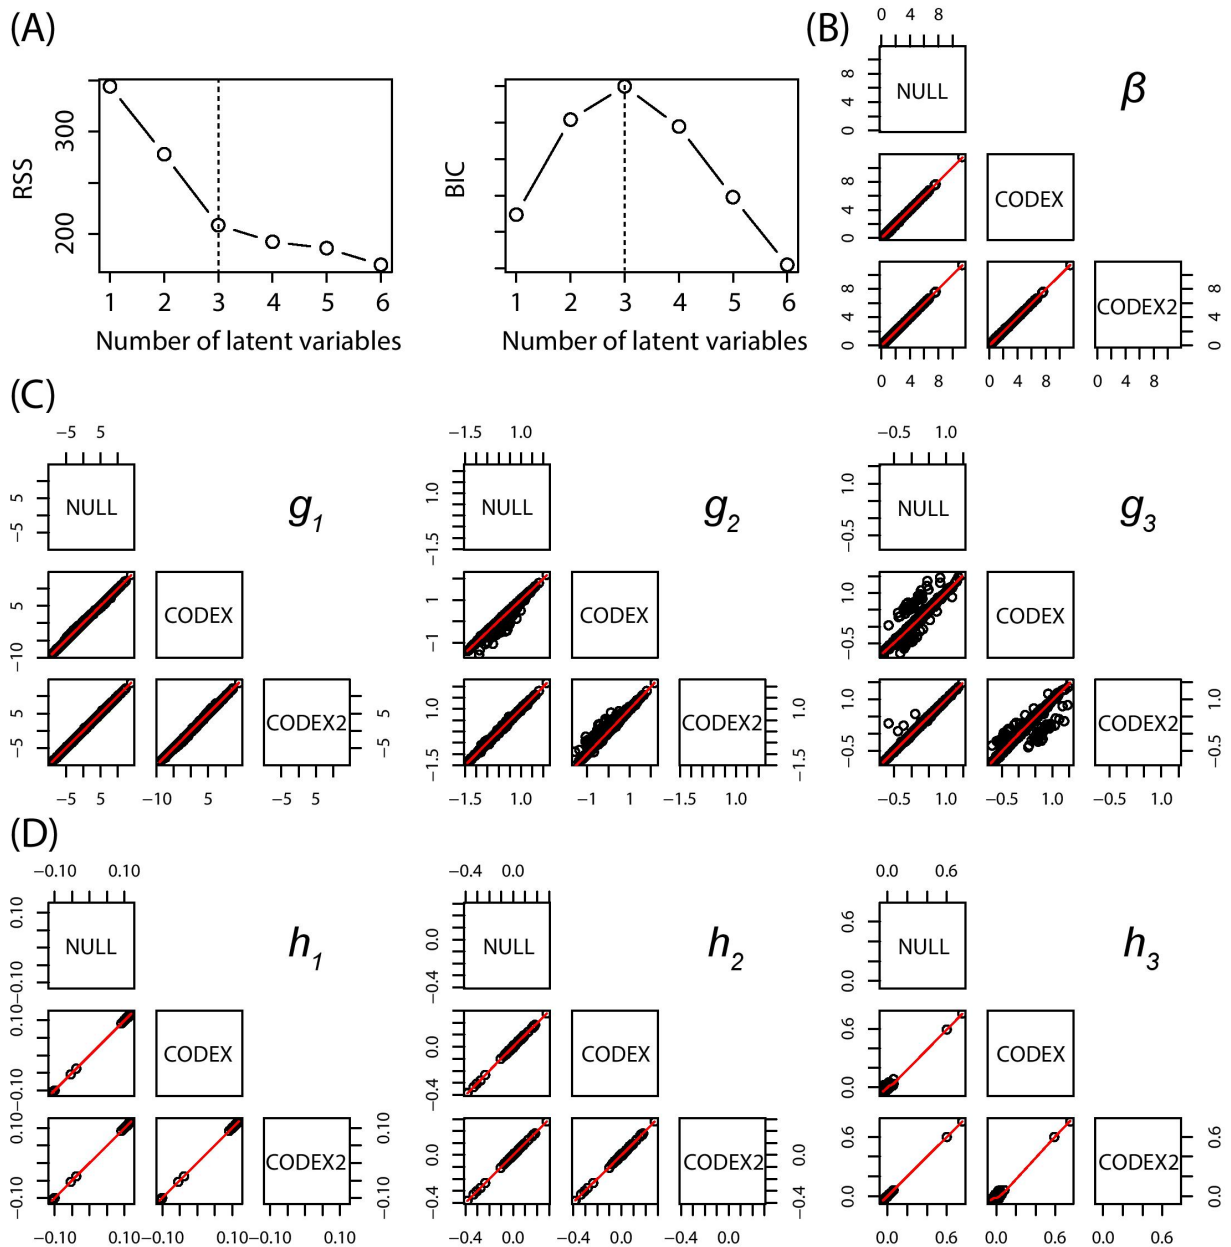 (A)
RSS
300
200
1 2 3 4 5 6
Number of latent variables
BIC
1 2 3 4 5 6
Number of latent variables
(B)
0 4 8
8
4
0
NULL
β
8
4
0
CODEX
8
4
0
CODEX2
8
4
0
0 4 8
0 4 8
0 4 8
(C)
−5 5
5
−5
NULL
g1
5
−10
CODEX
5
−5
CODEX2
5
−5
−5 5
−10 5
−5 5
−1.5 1.0
1.0
−1.5
NULL
g2
1
−1
CODEX
1.0
−1.5
CODEX2
1.0
−1.5
−1.5 1.0
−1 1
−1.5 1.0
−0.5 1.0
1.0
−0.5
NULL
g3
1.0
−0.5
CODEX
1.0
−0.5
CODEX2
1.0
−0.5
−0.5 1.0
−0.5 1.0
−0.5 1.0
(D)
−0.10 0.10
0.10
−0.10
NULL
h1
0.10
−0.10
CODEX
0.10
−0.10
CODEX2
0.10
−0.10
−0.10 0.10
−0.10 0.10
−0.10 0.10
−0.4 0.0
0.0
−0.4
NULL
h2
0.0
−0.4
CODEX
0.0
−0.4
CODEX2
0.0
−0.4
−0.4 0.0
−0.4 0.0
−0.4 0.0
0.0 0.6
0.6
0.0
NULL
h3
0.6
0.0
CODEX
0.6
0.0
CODEX2
0.6
0.0
0.0 0.6
0.0 0.6
0.0 0.6